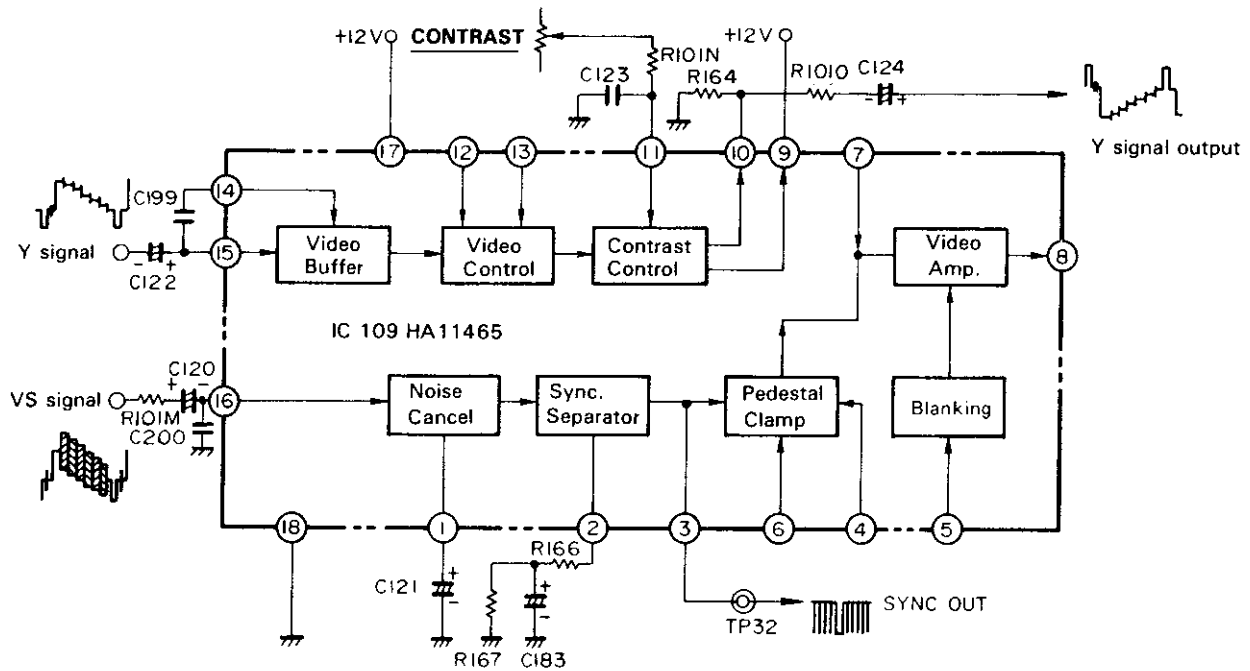 +12V
CONTRAST
R101N
+12V
C123
R164
R1010
C124
Y signal output
17
12
13
11
10
9
7
C199
14
Y signal
C122
15
Video Buffer
Video Control
Contrast Control
Video Amp.
8
IC 109 HA11465
VS signal
R101M
C120
C200
16
Noise Cancel
Sync. Separator
Pedestal Clamp
Blanking
18
1
2
3
6
4
5
C121
R166
R167
C183
TP32
SYNC OUT